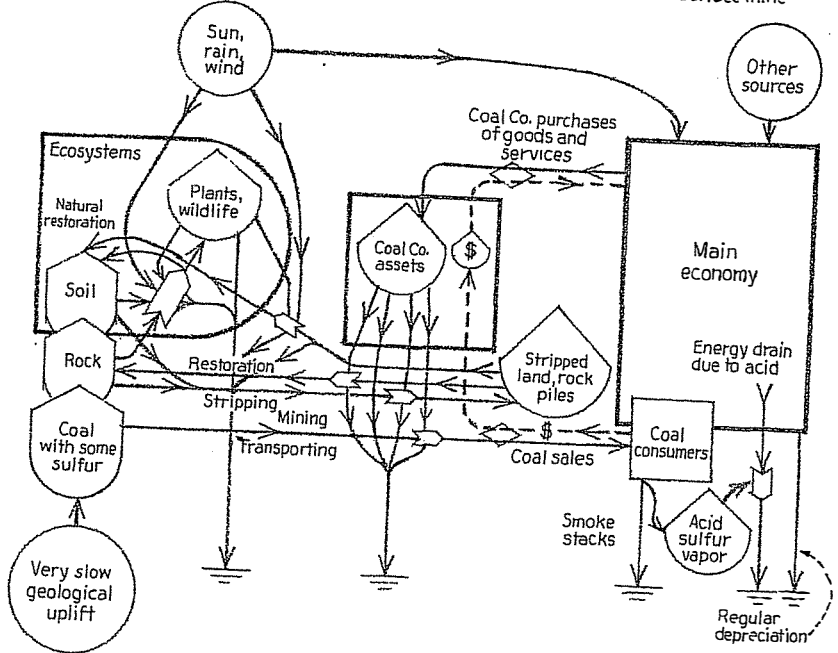 Surface mine
Sun,
rain,
wind
Other
sources
Coal Co. purchases
of goods and
services
Ecosystems
Plants,
wildlife
Natural
restoration
Coal Co.
assets
$
Main
economy
Soil
Rock
Restoration
Stripping
Mining
Transporting
Stripped
land, rock
piles
Energy drain
due to acid
Coal
with some
sulfur
$
Coal sales
Coal
consumers
Smoke
stacks
Acid
sulfur
vapor
Very slow
geological
uplift
Regular
depreciation